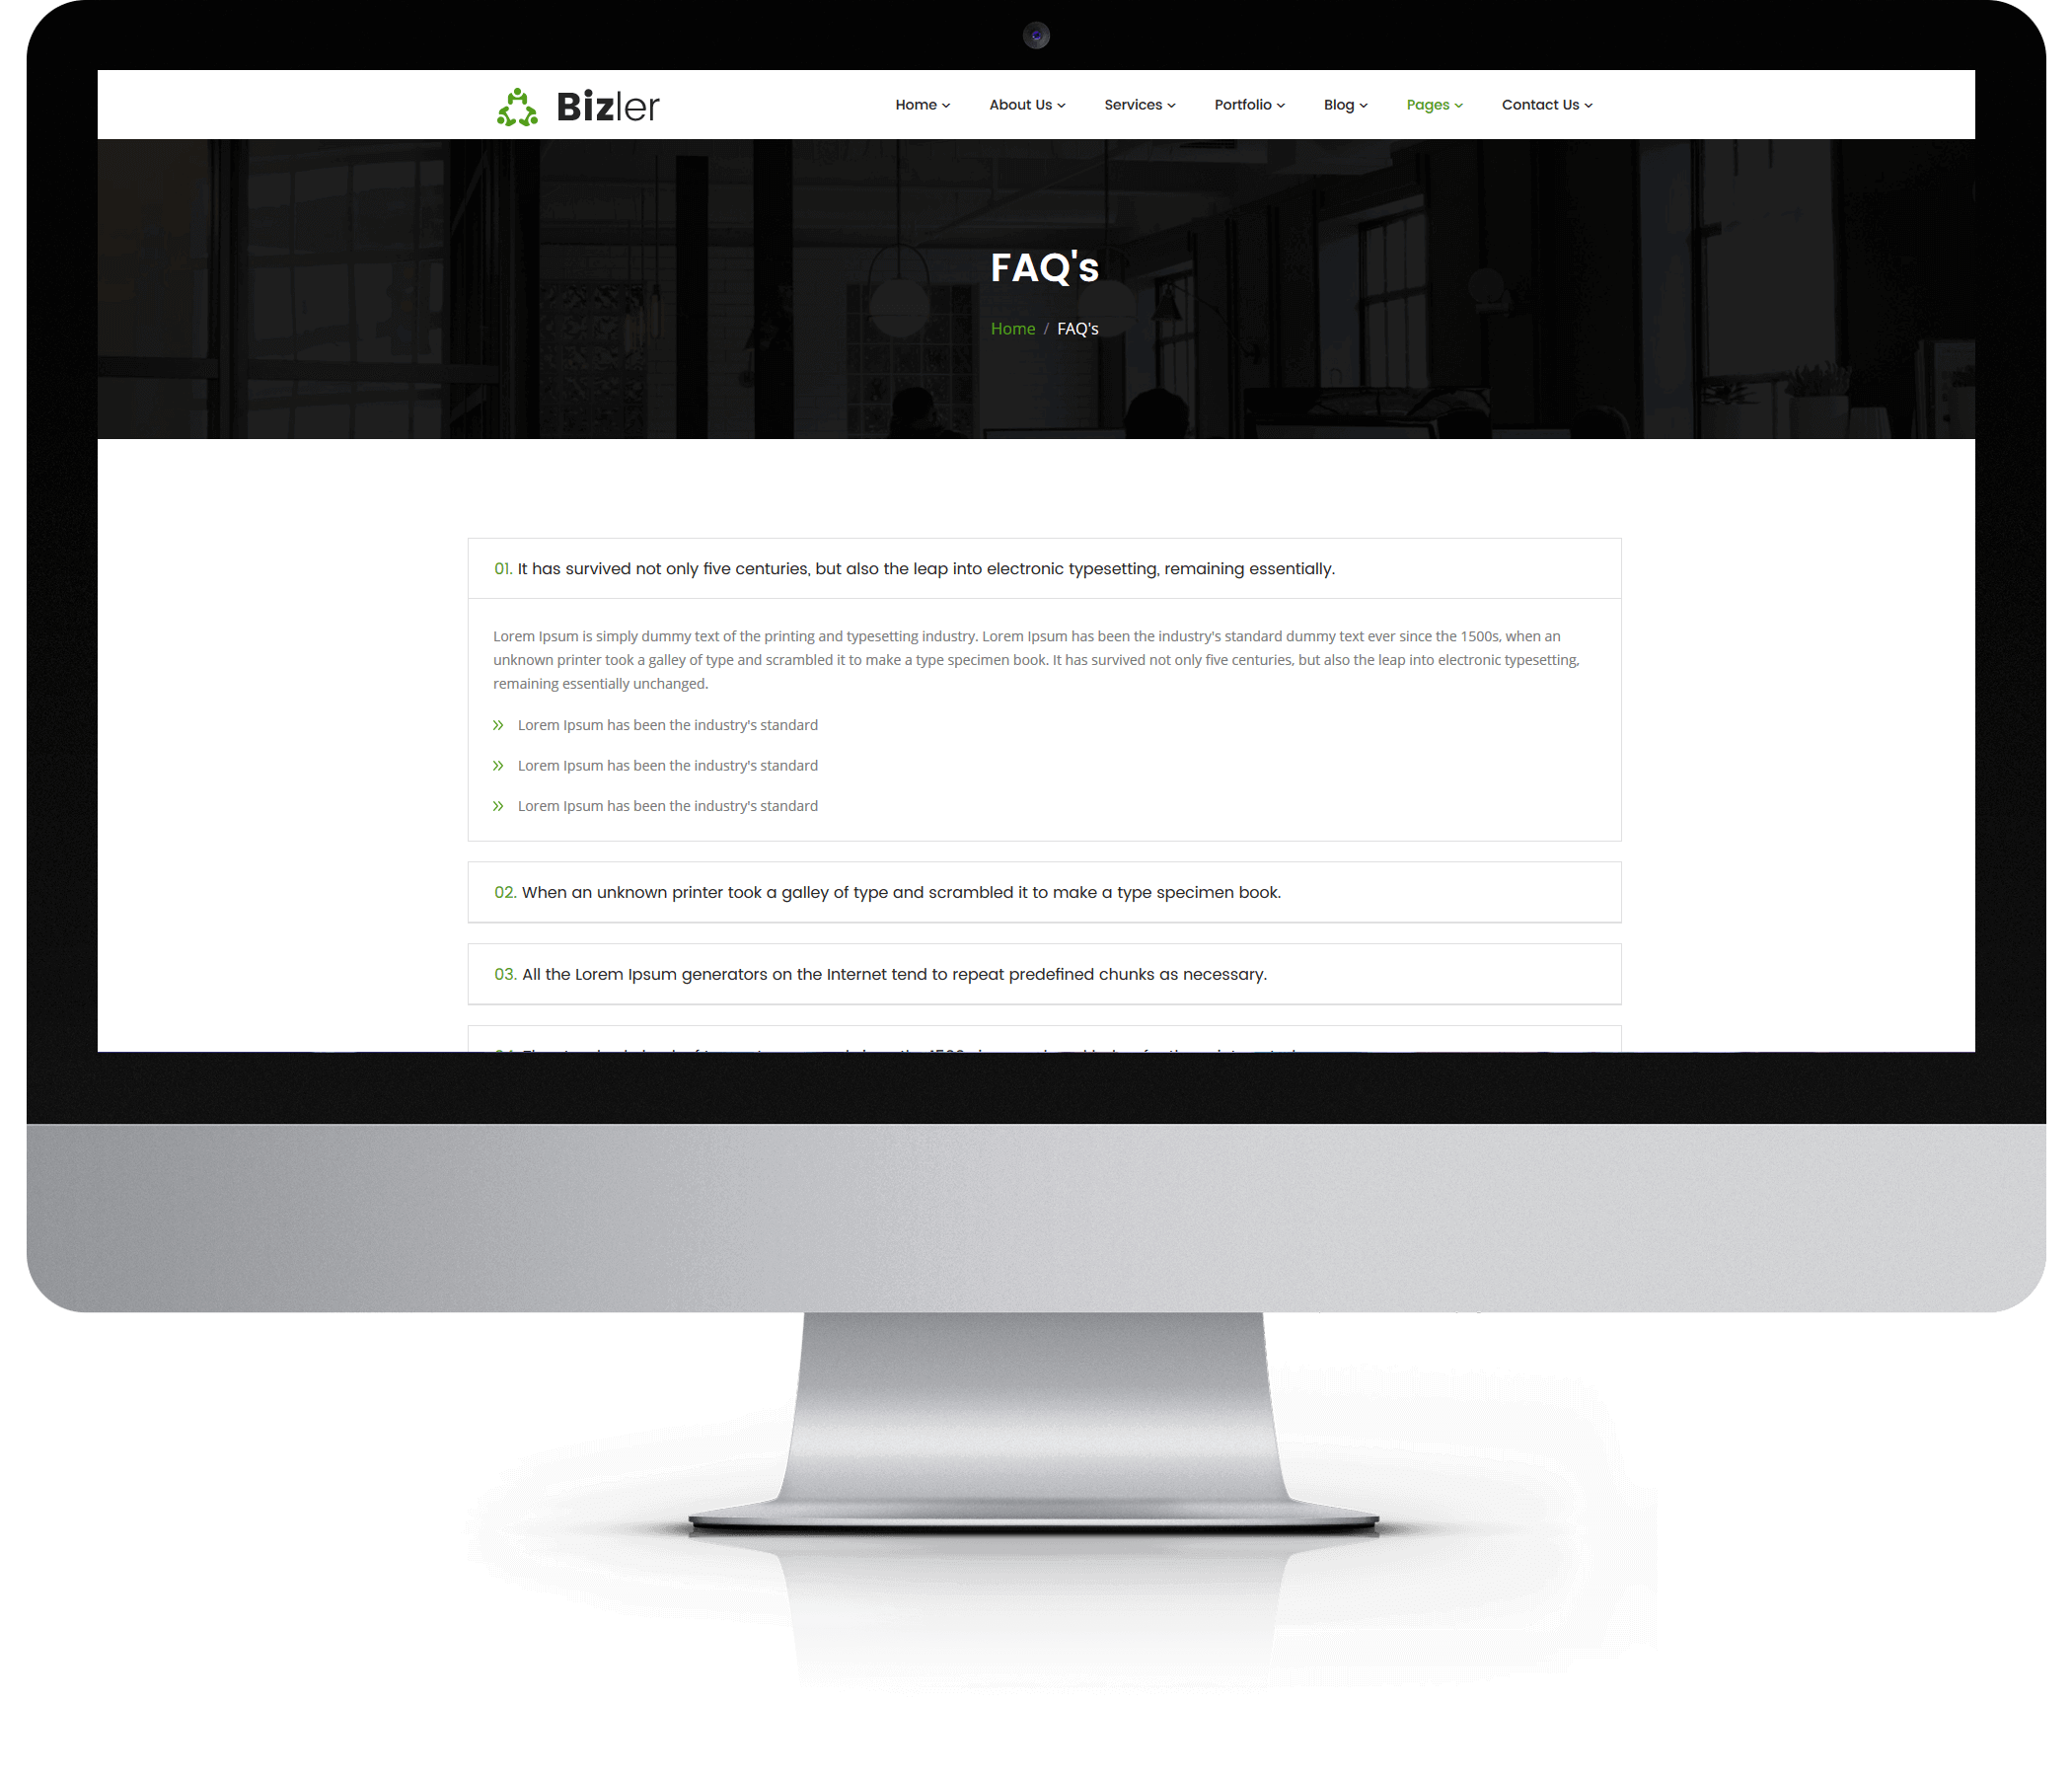 Bizler
Home
About Us
Services
Portfolio
Blog
Pages
Contact Us
FAQ's
Home / FAQ's
01. It has survived not only five centuries, but also the leap into electronic typesetting, remaining essentially.
Lorem Ipsum is simply dummy text of the printing and typesetting industry. Lorem Ipsum has been the industry's standard dummy text ever since the 1500s, when an
unknown printer took a galley of type and scrambled it to make a type specimen book. It has survived not only five centuries, but also the leap into electronic typesetting,
remaining essentially unchanged.
Lorem Ipsum has been the industry's standard
Lorem Ipsum has been the industry's standard
Lorem Ipsum has been the industry's standard
02. When an unknown printer took a galley of type and scrambled it to make a type specimen book.
03. All the Lorem Ipsum generators on the Internet tend to repeat predefined chunks as necessary.